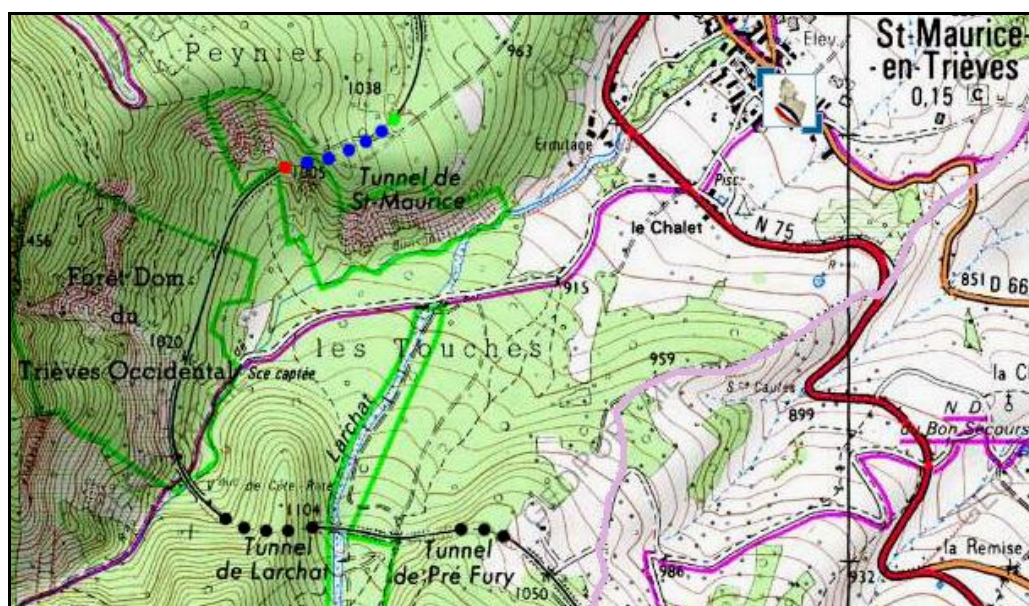 Peynier
963
Elev.
St-Maurice-
-en-Trièves
0,15 C
1038
Ermitage
Tunnel de
St-Maurice
Pisc.
le Chalet
N 75
1456
Forêt Dom.
du
Trièves Occidental
1020
915
851 D 66
les Touches
Sce captée
959
Larchat
899
N D
du Bon Secours
1104
Tunnel
de Larchat
Tunnel
de Pré Fury
986
932
la Remise
1050